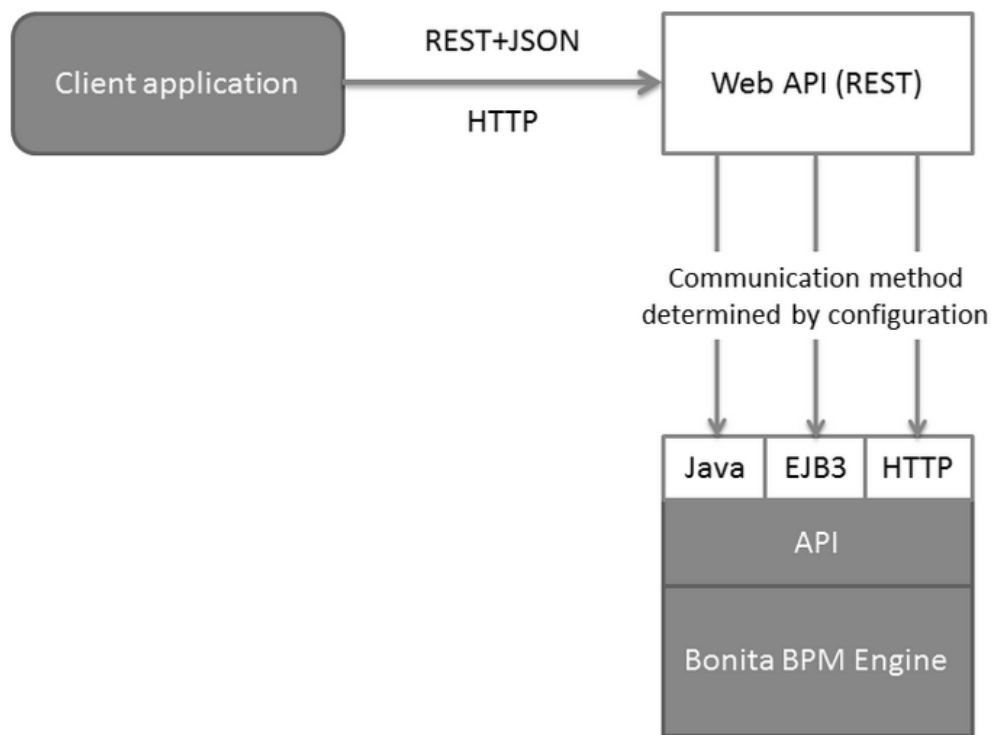 REST+JSON
Client application
Web API (REST)
HTTP
Communication method
determined by configuration
Java
EJB3
HTTP
API
Bonita BPM Engine